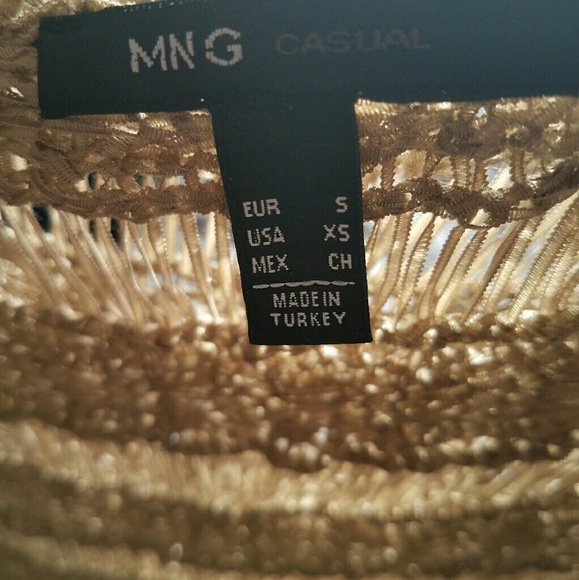 MNG CASUAL
EUR S
USA XS
MEX CH
MADE IN
TURKEY